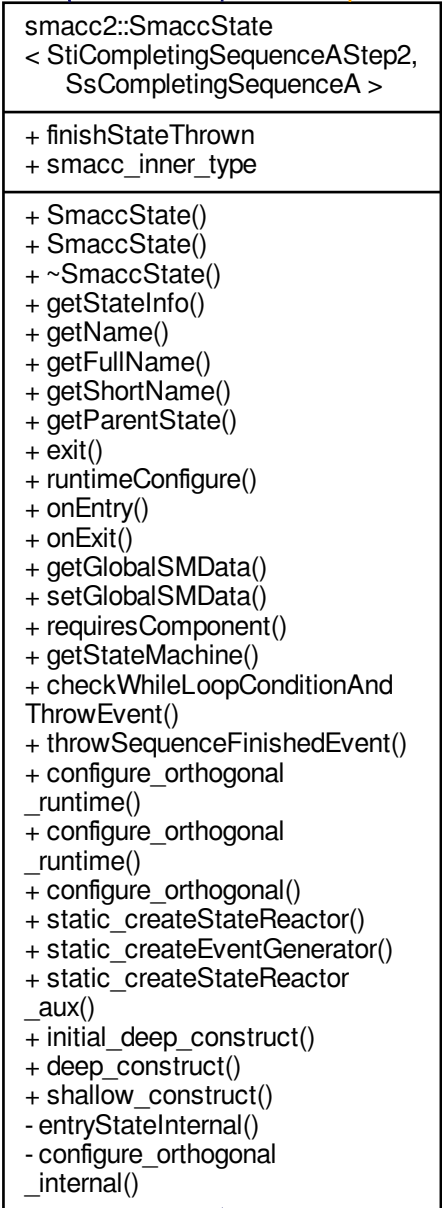 smacc2::SmaccState
< StiCompletingSequenceAStep2,
SsCompletingSequenceA >
+ finishStateThrown
+ smacc_inner_type
+ SmaccState()
+ SmaccState()
+ ~SmaccState()
+ getStateInfo()
+ getName()
+ getFullName()
+ getShortName()
+ getParentState()
+ exit()
+ runtimeConfigure()
+ onEntry()
+ onExit()
+ getGlobalSMData()
+ setGlobalSMData()
+ requiresComponent()
+ getStateMachine()
+ checkWhileLoopConditionAnd
ThrowEvent()
+ throwSequenceFinishedEvent()
+ configure_orthogonal
_runtime()
+ configure_orthogonal
_runtime()
+ configure_orthogonal()
+ static_createStateReactor()
+ static_createEventGenerator()
+ static_createStateReactor
_aux()
+ initial_deep_construct()
+ deep_construct()
+ shallow_construct()
- entryStateInternal()
- configure_orthogonal
_internal()